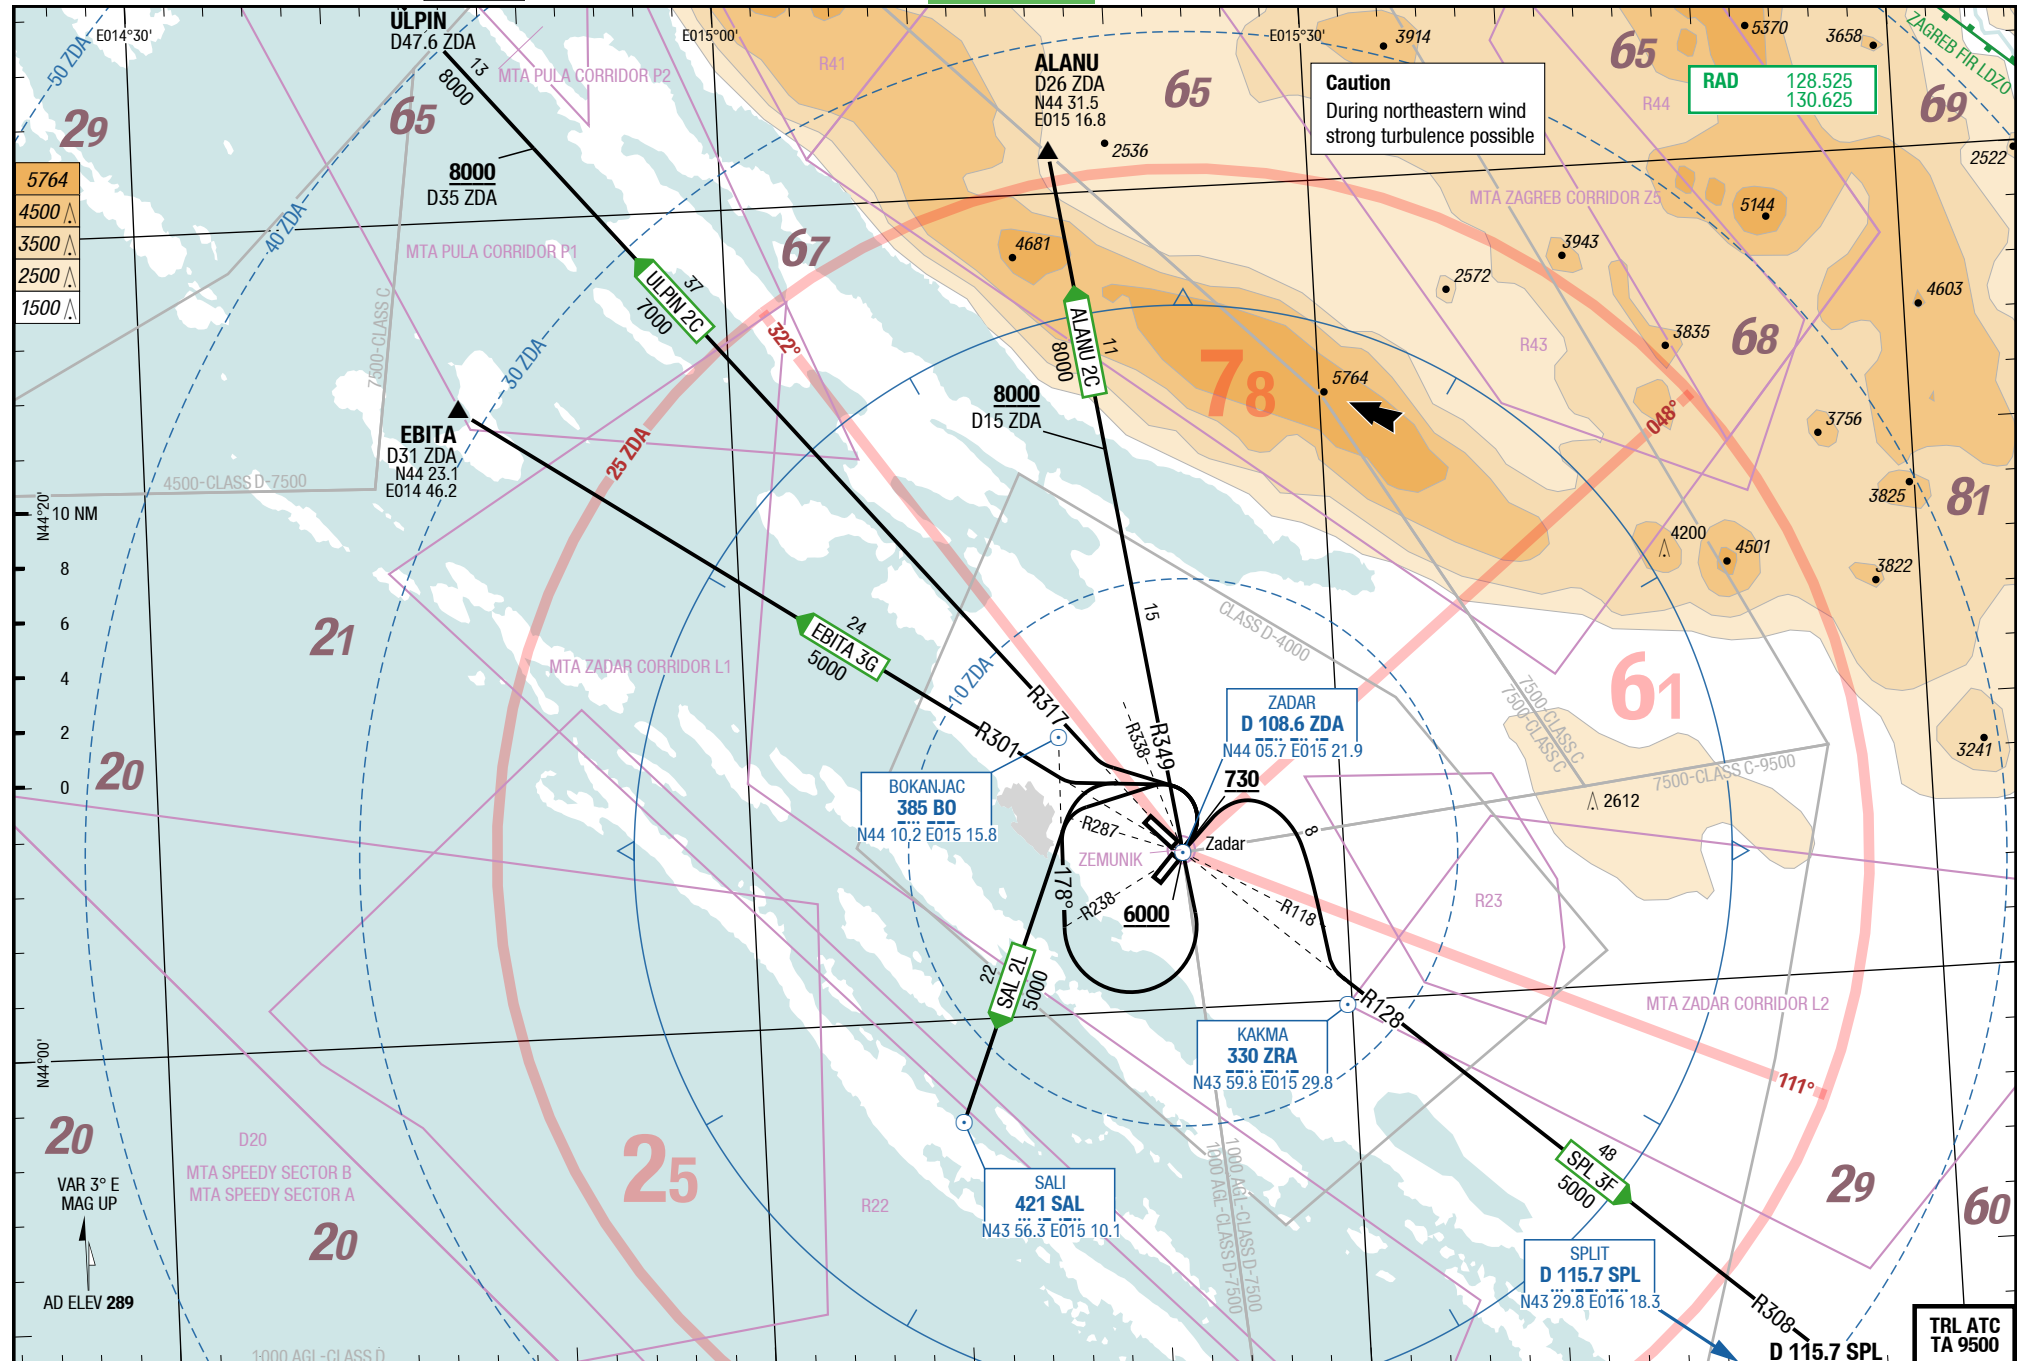 ULPIN
D47.6 ZDA
E014°30'
E015°00'
E015°30'
50 ZDA
13
8000
MTA PULA CORRIDOR P2
R41
ALANU
D26 ZDA
N44 31.5
E015 16.8
2536
3914
Caution
During northeastern wind
strong turbulence possible
65
5370
3658
ZAGREB FIR LDZO
RAD 128.525
130.625
R44
69
2522
29
65
65
5764
4500
3500
2500
1500
8000
D35 ZDA
40 ZDA
MTA PULA CORRIDOR P1
67
4681
MTA ZAGREB CORRIDOR Z5
5144
3943
2572
4603
ULPIN 2C
37
7000
7500-CLASS C
30 ZDA
322°
ALANU 2C
11
8000
78
5764
R43
3835
68
048°
3756
8000
D15 ZDA
EBITA
D31 ZDA
N44 23.1
E014 46.2
25 ZDA
4500-CLASS D-7500
3825
81
N44°20'
10 NM
8
6
4
2
0
4200
4501
3822
21
15
CLASS D-4000
EBITA 3G
24
5000
MTA ZADAR CORRIDOR L1
10 ZDA
R317
R301
R338
R349
61
7500-CLASS C
7500-CLASS C
7500-CLASS C-9500
3241
ZADAR
D 108.6 ZDA
N44 05.7 E015 21.9
730
20
BOKANJAC
385 BO
N44 10.2 E015 15.8
R287
ZEMUNIK
Zadar
8
2612
178°
R238
6000
R118
R23
22
SAL 2L
5000
R128
MTA ZADAR CORRIDOR L2
KAKMA
330 ZRA
N43 59.8 E015 29.8
N44°00'
111°
20
D20
MTA SPEEDY SECTOR B
MTA SPEEDY SECTOR A
25
R22
SALI
421 SAL
N43 56.3 E015 10.1
1000 AGL-CLASS D-7500
1000 AGL-CLASS D-7500
SPL 3F
48
5000
29
60
VAR 3° E
MAG UP
20
AD ELEV 289
SPLIT
D 115.7 SPL
N43 29.8 E016 18.3
R308
D 115.7 SPL
TRL ATC
TA 9500
1000 AGL-CLASS D